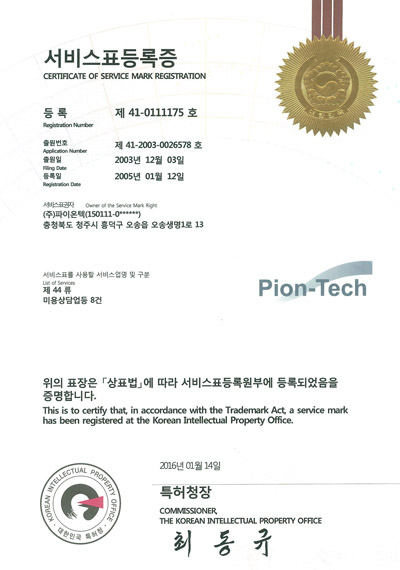 서비스표등록증
CERTIFICATE OF SERVICE MARK REGISTRATION
등 록 제 41-0111175 호
Registration Number
출원번호 제 41-2003-0026578 호
Application Number
출원일 2003년 12월 03일
Filing Date
등록일 2005년 01월 12일
Registration Date
서비스표권자 Owner of the Service Mark Right
(주)파이온텍(150111-0******)
충청북도 청주시 흥덕구 오송읍 오송생명1로 13
서비스표를 사용할 서비스업명 및 구분
List of Services
제 44 류
미용상담업등 8건
Pion-Tech
위의 표장은 「상표법」에 따라 서비스표등록원부에 등록되었음을
증명합니다.
This is to certify that, in accordance with the Trademark Act, a service mark
has been registered at the Korean Intellectual Property Office.
2016년 01월 14일
특허청장
COMMISSIONER,
THE KOREAN INTELLECTUAL PROPERTY OFFICE
최동규
KOREAN INTELLECTUAL PROPERTY OFFICE
대한민국 특허청